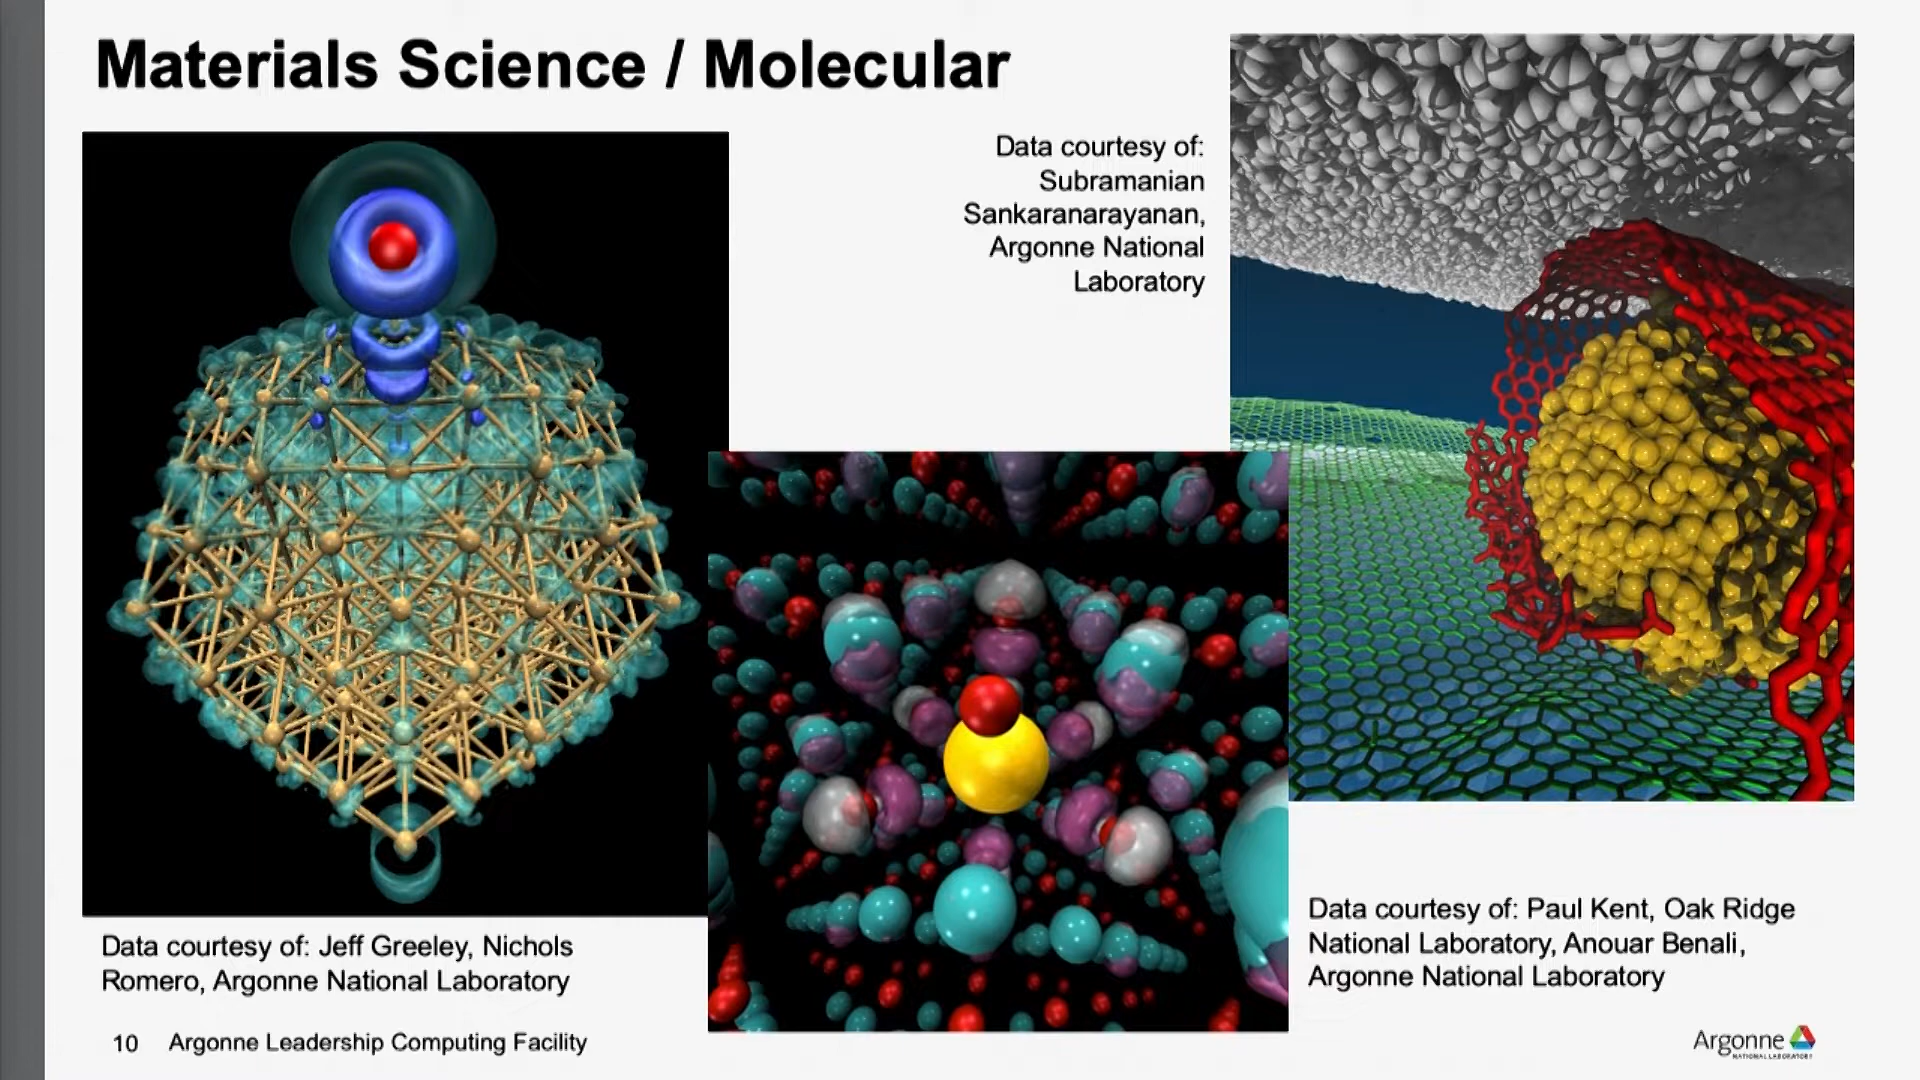 Materials Science / Molecular
Data courtesy of:
Subramanian
Sankaranarayanan,
Argonne National
Laboratory
Data courtesy of: Jeff Greeley, Nichols
Romero, Argonne National Laboratory
Data courtesy of: Paul Kent, Oak Ridge
National Laboratory, Anouar Benali,
Argonne National Laboratory
10 Argonne Leadership Computing Facility
Argonne
NATIONAL LABORATORY